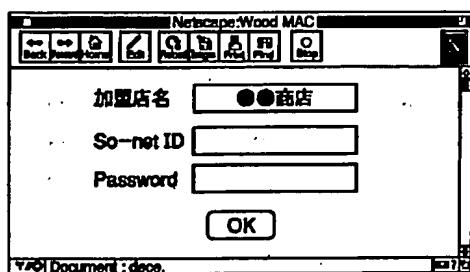 Netscape:Wood MAC
Back Forward Home Edit Reload Images Print Find Stop
加盟店名 ●●商店
So-net ID
Password
OK
Document : done.